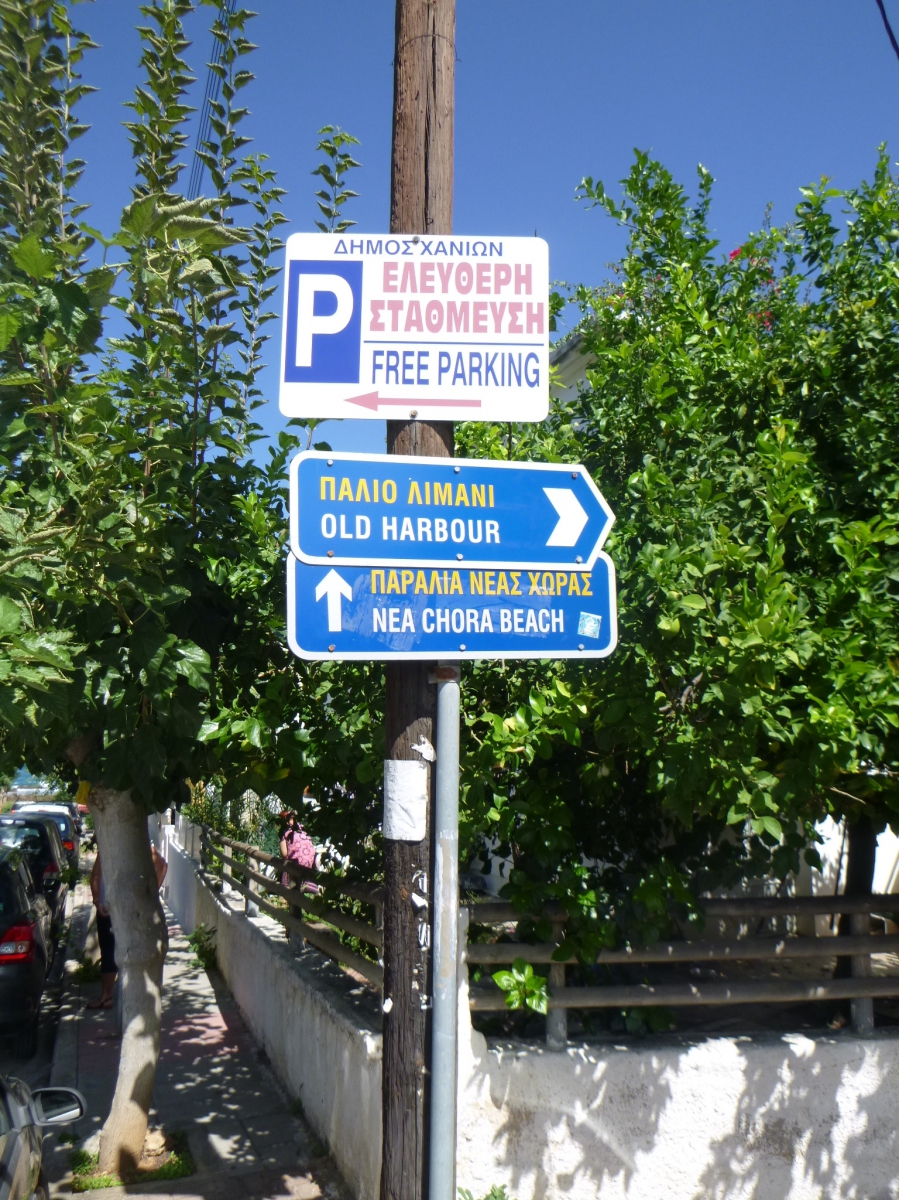 ΔΗΜΟΣ ΧΑΝΙΩΝ
P
ΕΛΕΥΘΕΡΗ
ΣΤΑΘΜΕΥΣΗ
FREE PARKING
ΠΑΛΙΟ ΛΙΜΑΝΙ
OLD HARBOUR
ΠΑΡΑΛΙΑ ΝΕΑΣ ΧΩΡΑΣ
NEA CHORA BEACH